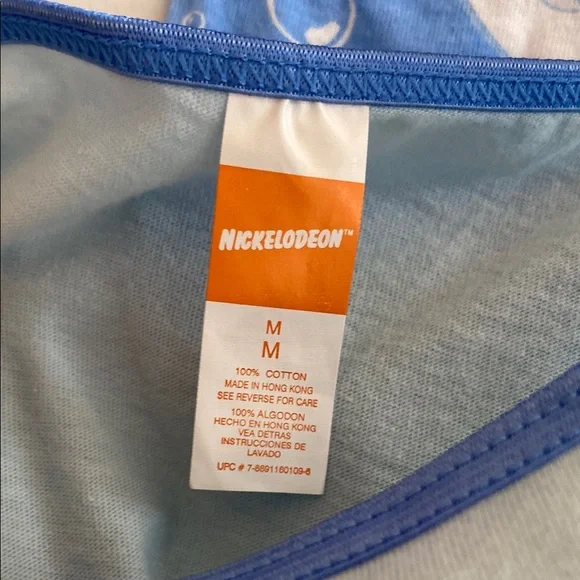 NICKELODEON™
M
M
100% COTTON
MADE IN HONG KONG
SEE REVERSE FOR CARE
100% ALGODON
HECHO EN HONG KONG
VEA DETRAS
INSTRUCCIONES DE
LAVADO
UPC # 7-8891160109-6